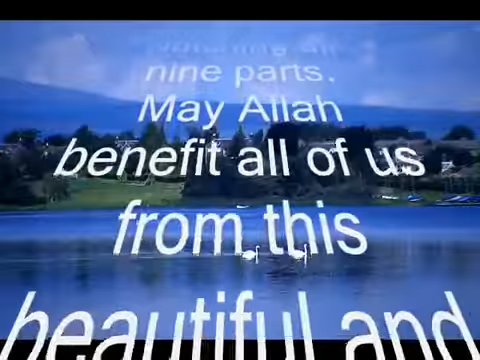 nine parts.
May Allah
benefit all of us
from this
beautiful and